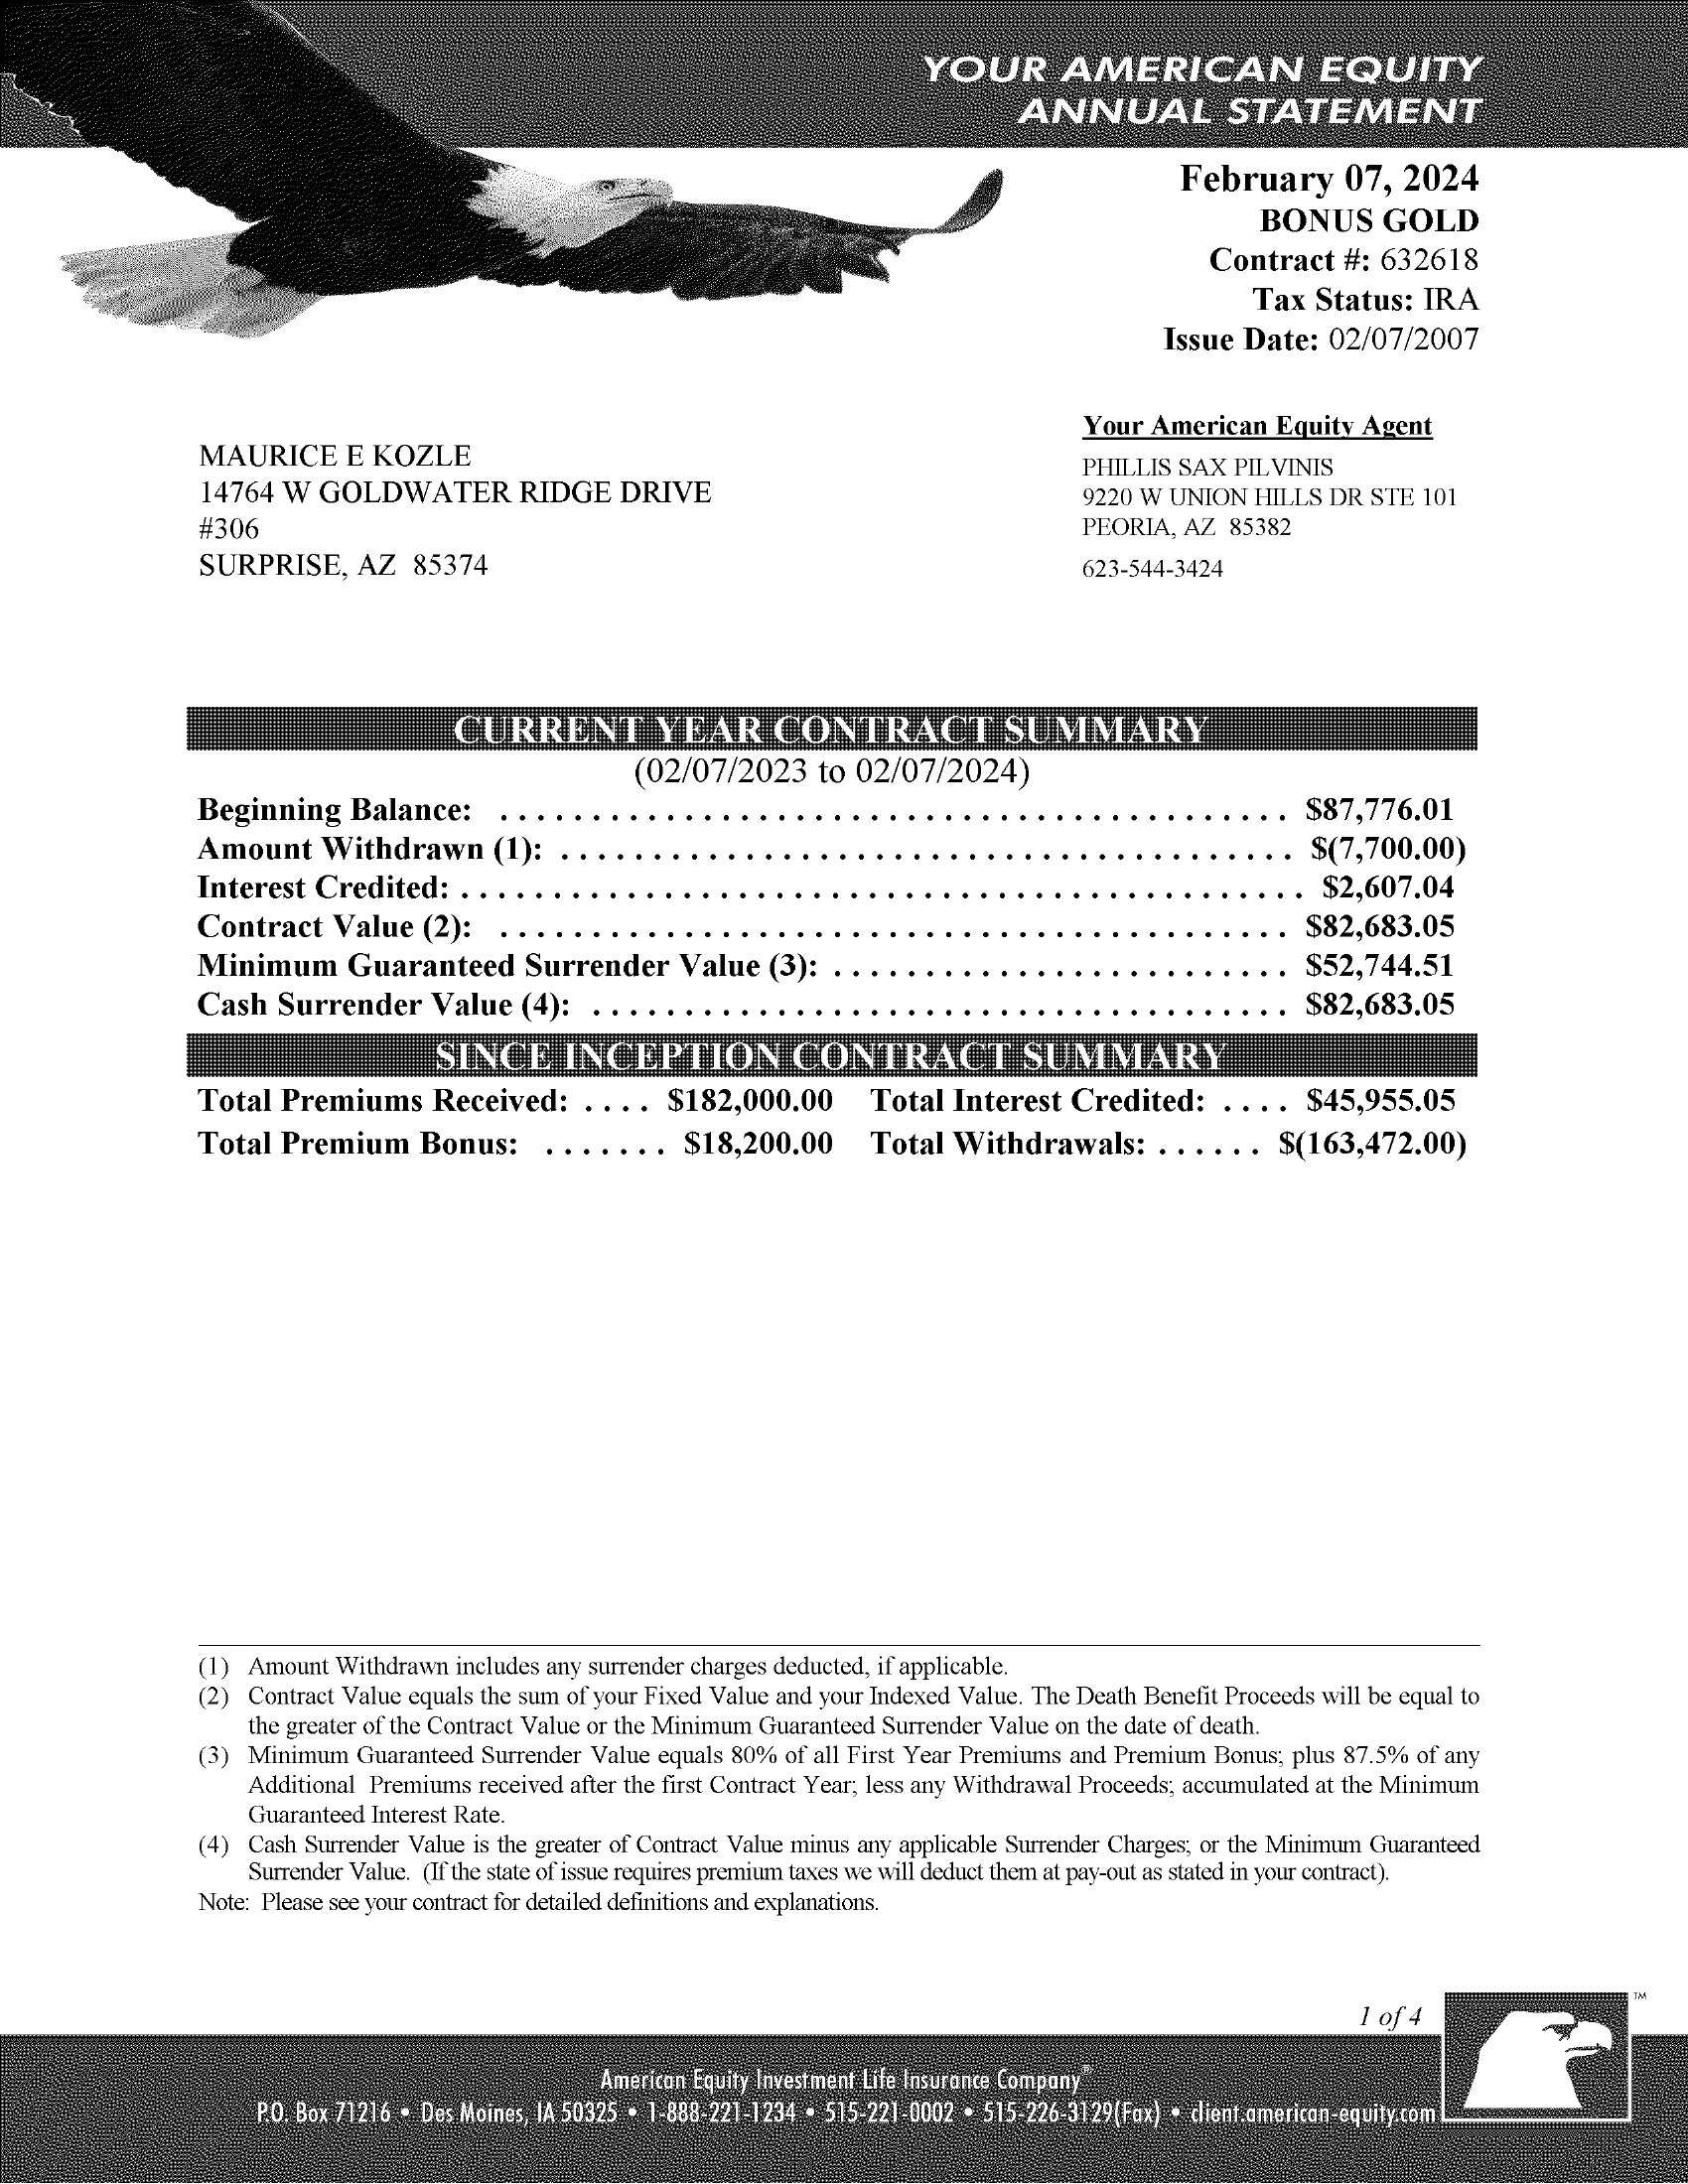 YOUR AMERICAN EQUITY
ANNUAL STATEMENT
February 07, 2024
BONUS GOLD
Contract #: 632618
Tax Status: IRA
Issue Date: 02/07/2007
Your American Equity Agent
MAURICE E KOZLE
14764 W GOLDWATER RIDGE DRIVE
#306
SURPRISE, AZ 85374
PHILLIS SAX PILVINIS
9220 W UNION HILLS DR STE 101
PEORIA, AZ 85382
623-544-3424
CURRENT YEAR CONTRACT SUMMARY
(02/07/2023 to 02/07/2024)
Beginning Balance: . . . . . . . . . . . . . . . . . . . . . . . . . . . . . . . . . . . . . . . . . . . $87,776.01
Amount Withdrawn (1): . . . . . . . . . . . . . . . . . . . . . . . . . . . . . . . . . . . . . . . . $(7,700.00)
Interest Credited: . . . . . . . . . . . . . . . . . . . . . . . . . . . . . . . . . . . . . . . . . . . . . . $2,607.04
Contract Value (2): . . . . . . . . . . . . . . . . . . . . . . . . . . . . . . . . . . . . . . . . . . . $82,683.05
Minimum Guaranteed Surrender Value (3): . . . . . . . . . . . . . . . . . . . . . . . . . $52,744.51
Cash Surrender Value (4): . . . . . . . . . . . . . . . . . . . . . . . . . . . . . . . . . . . . . . $82,683.05
SINCE INCEPTION CONTRACT SUMMARY
Total Premiums Received: . . . . $182,000.00 Total Interest Credited: . . . . $45,955.05
Total Premium Bonus: . . . . . . . $18,200.00 Total Withdrawals: . . . . . . $(163,472.00)
(1) Amount Withdrawn includes any surrender charges deducted, if applicable.
(2) Contract Value equals the sum of your Fixed Value and your Indexed Value. The Death Benefit Proceeds will be equal to
the greater of the Contract Value or the Minimum Guaranteed Surrender Value on the date of death.
(3) Minimum Guaranteed Surrender Value equals 80% of all First Year Premiums and Premium Bonus; plus 87.5% of any
Additional Premiums received after the first Contract Year; less any Withdrawal Proceeds; accumulated at the Minimum
Guaranteed Interest Rate.
(4) Cash Surrender Value is the greater of Contract Value minus any applicable Surrender Charges; or the Minimum Guaranteed
Surrender Value. (If the state of issue requires premium taxes we will deduct them at pay-out as stated in your contract).
Note: Please see your contract for detailed definitions and explanations.
1 of 4
TM
American Equity Investment Life Insurance Company®
P.O. Box 71216 • Des Moines, IA 50325 • 1-888-221-1234 • 515-221-0002 • 515-226-3129(Fax) • client.american-equity.com